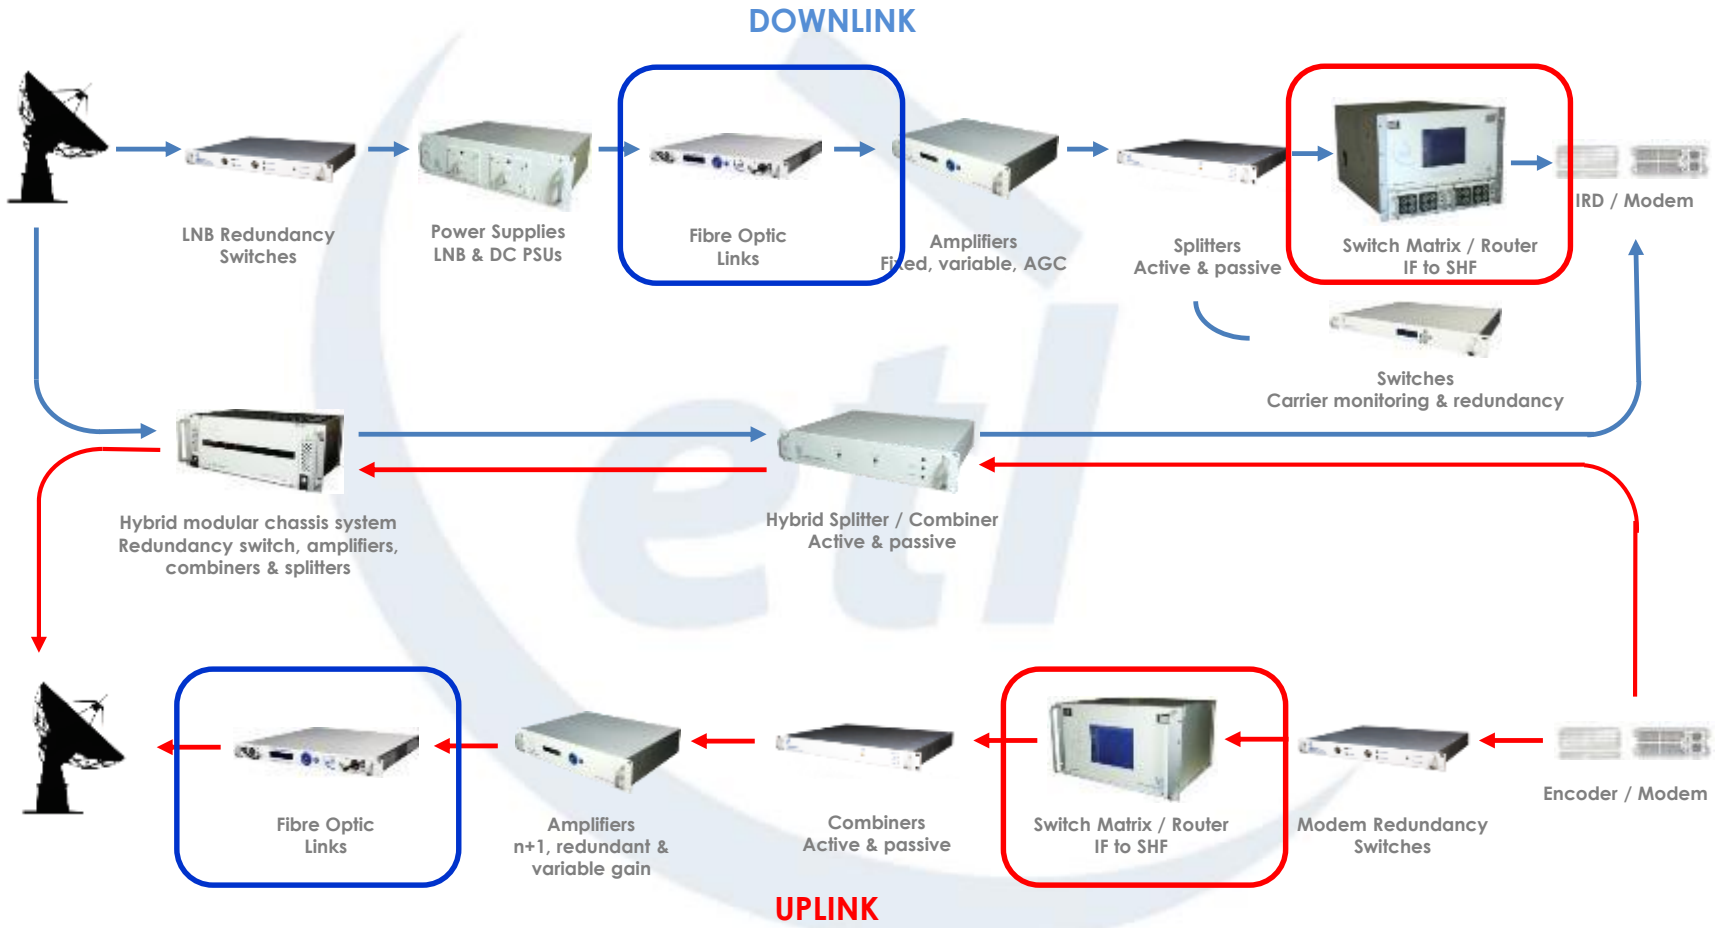 DOWNLINK
LNB Redundancy
Switches
Power Supplies
LNB & DC PSUs
Fibre Optic
Links
Amplifiers
Fixed, variable, AGC
Splitters
Active & passive
Switch Matrix / Router
IF to SHF
IRD / Modem
Switches
Carrier monitoring & redundancy
Hybrid modular chassis system
Redundancy switch, amplifiers,
combiners & splitters
Hybrid Splitter / Combiner
Active & passive
etl
Fibre Optic
Links
Amplifiers
n+1, redundant &
variable gain
Combiners
Active & passive
Switch Matrix / Router
IF to SHF
Modem Redundancy
Switches
Encoder / Modem
UPLINK